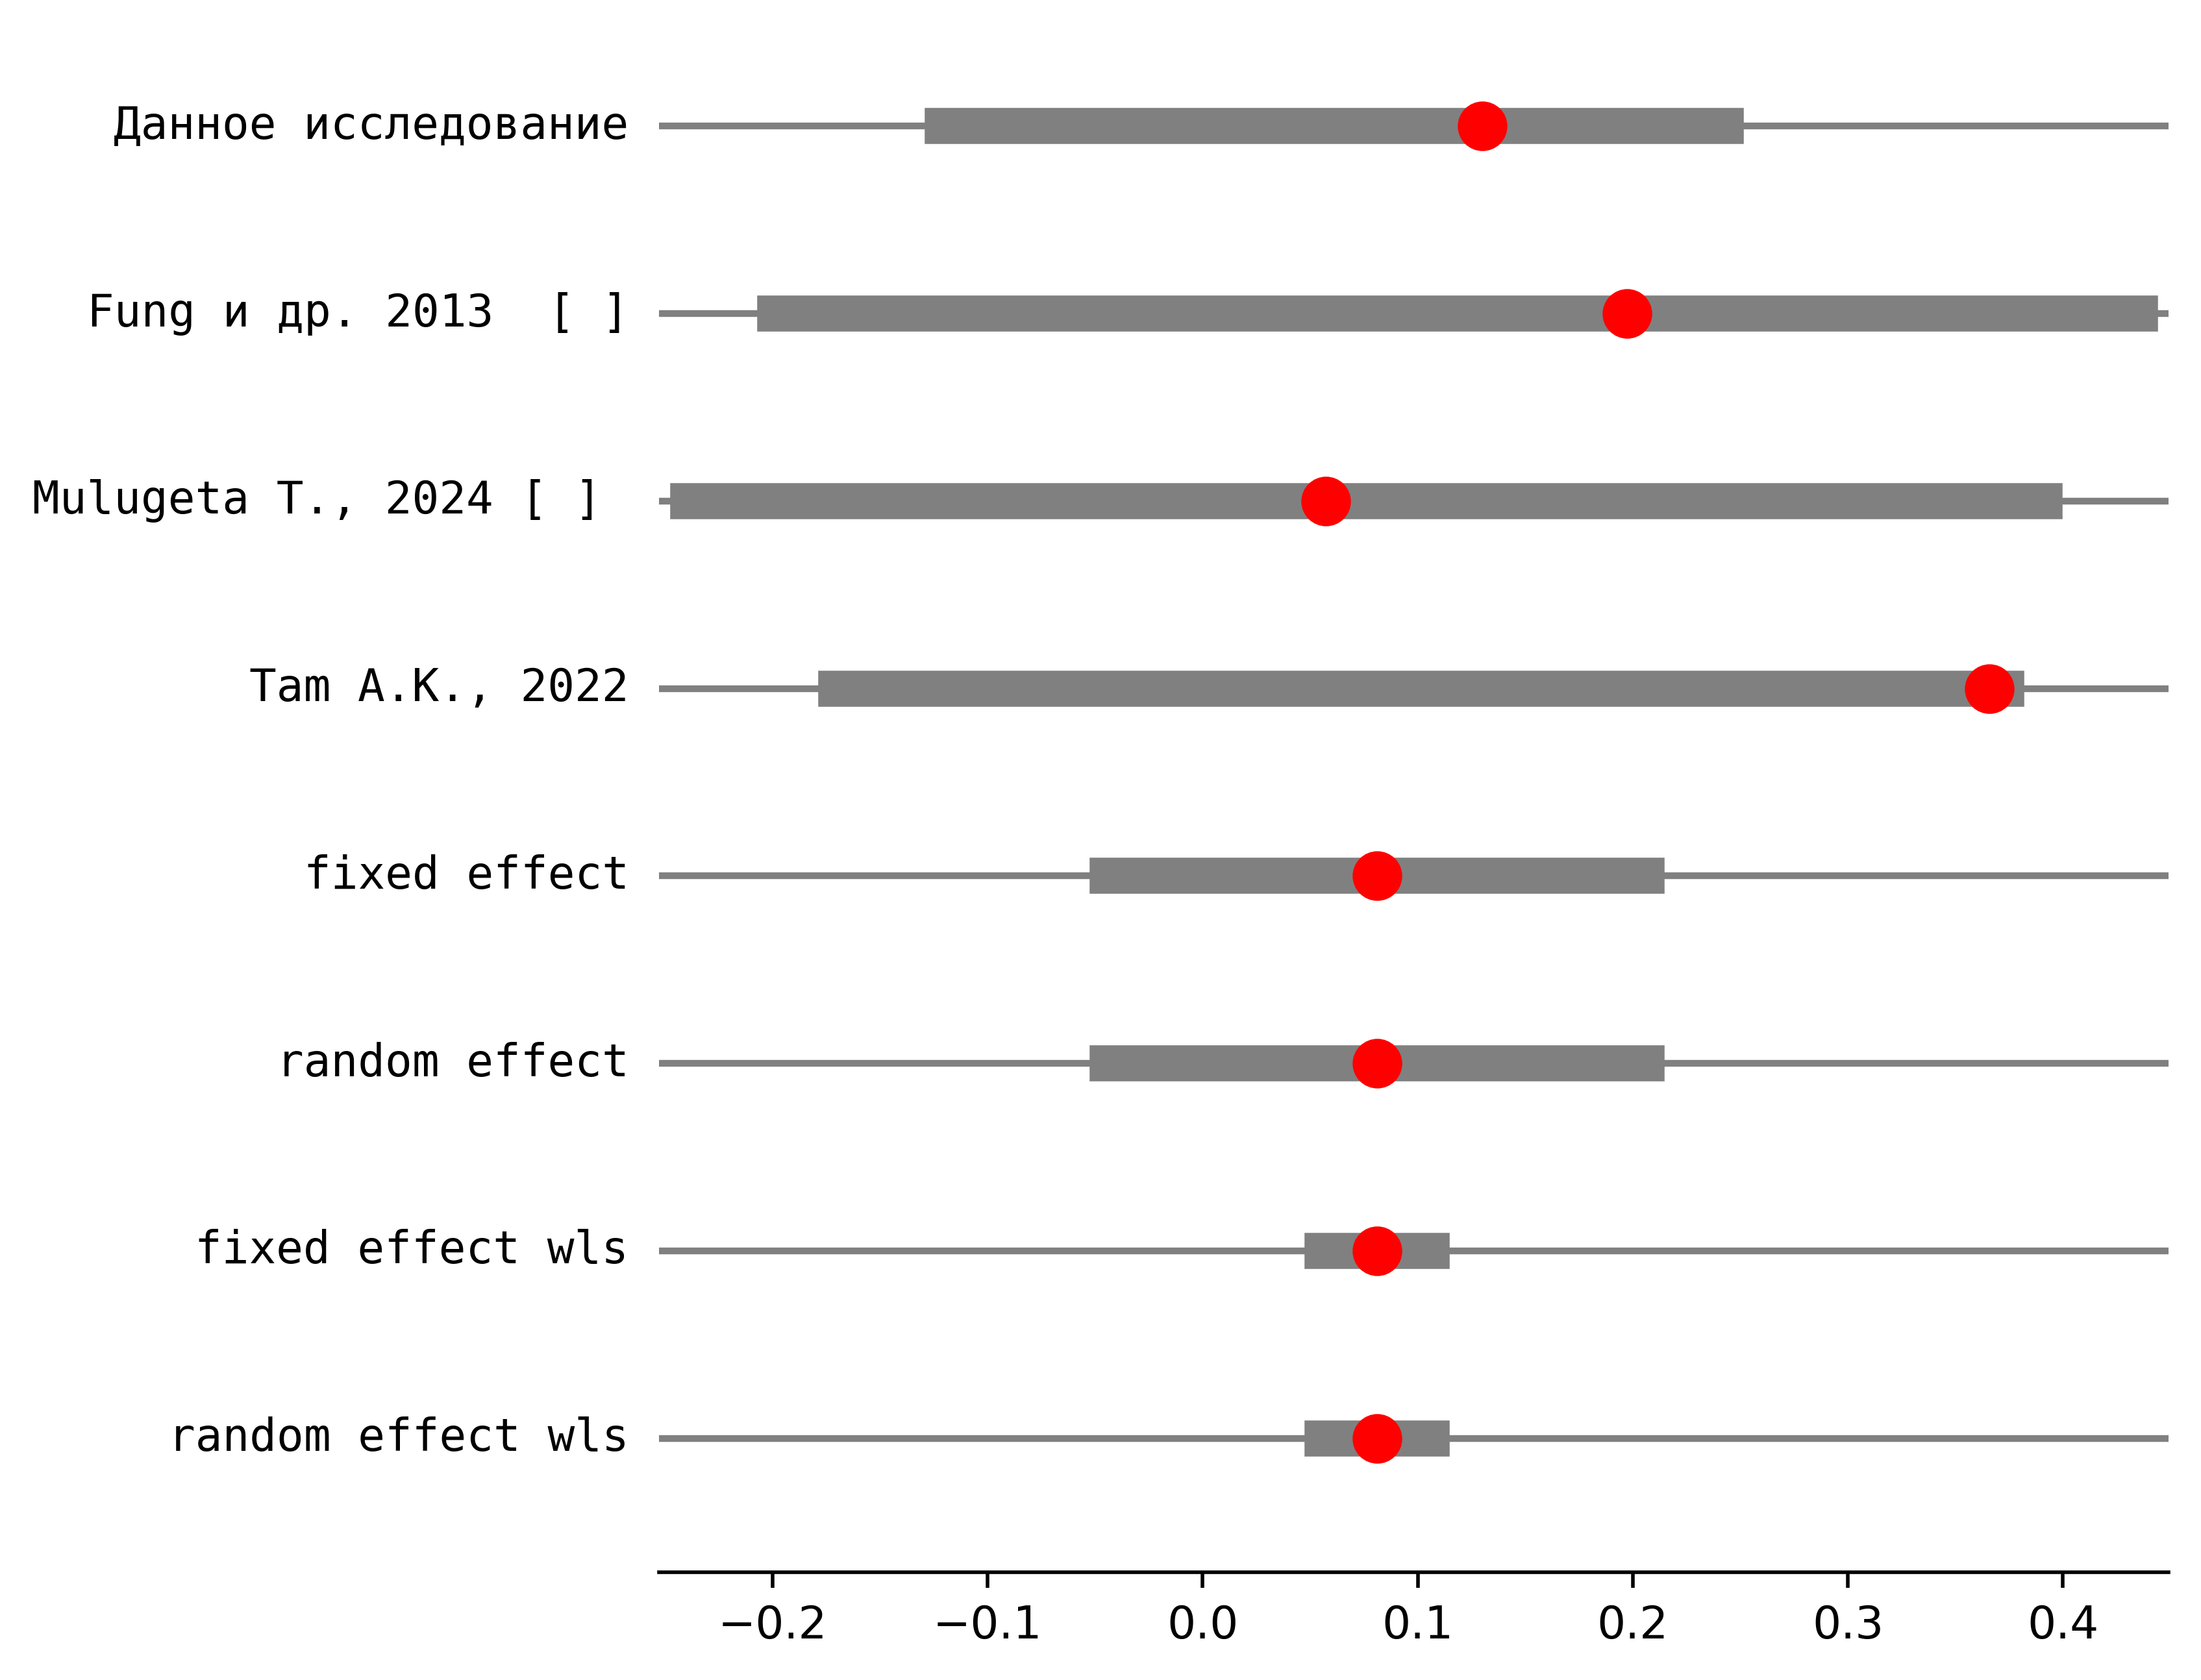 Данное исследование
Fung и др. 2013  [ ]
Mulugeta T., 2024 [ ]
Tam A.K., 2022
fixed effect
random effect
fixed effect wls
random effect wls
−0.2 −0.1 0.0 0.1 0.2 0.3 0.4